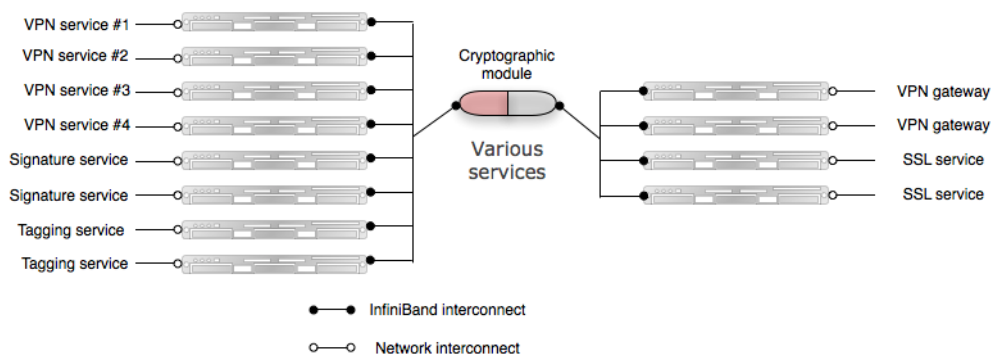 VPN service #1
VPN service #2
VPN service #3
VPN service #4
Signature service
Signature service
Tagging service
Tagging service
Cryptographic
module
Various
services
VPN gateway
VPN gateway
SSL service
SSL service
InfiniBand interconnect
Network interconnect